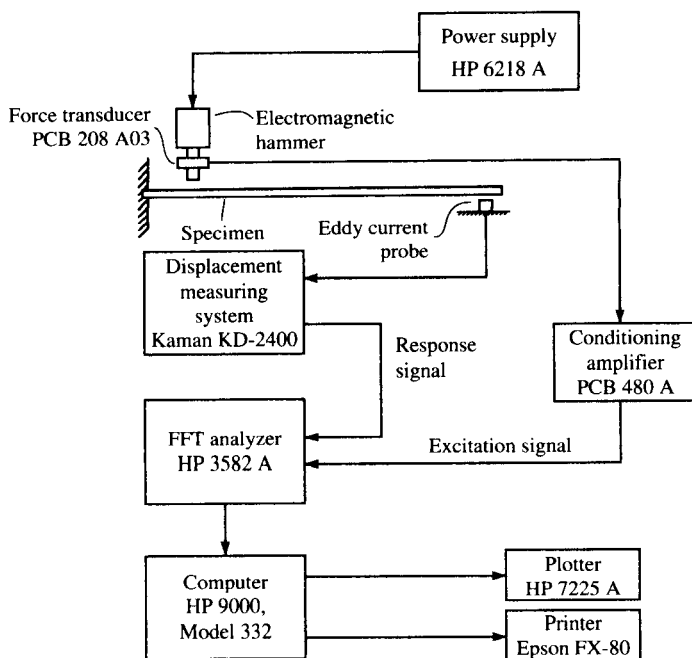 Power supply
HP 6218 A
Force transducer
PCB 208 A03
Electromagnetic
hammer
Specimen
Eddy current
probe
Displacement
measuring
system
Kaman KD-2400
Response
signal
Conditioning
amplifier
PCB 480 A
FFT analyzer
HP 3582 A
Excitation signal
Computer
HP 9000,
Model 332
Plotter
HP 7225 A
Printer
Epson FX-80